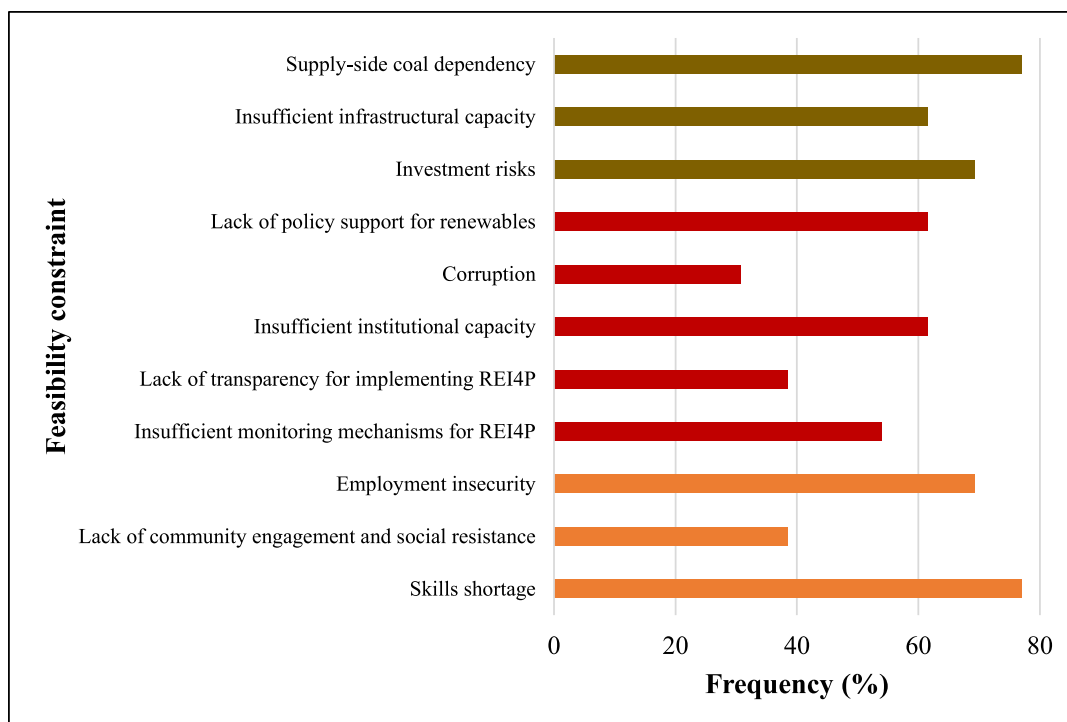 Supply-side coal dependency
Insufficient infrastructural capacity
Investment risks
Lack of policy support for renewables
Corruption
Insufficient institutional capacity
Lack of transparency for implementing REI4P
Insufficient monitoring mechanisms for REI4P
Employment insecurity
Lack of community engagement and social resistance
Skills shortage
Feasibility constraint
0 20 40 60 80
Frequency (%)